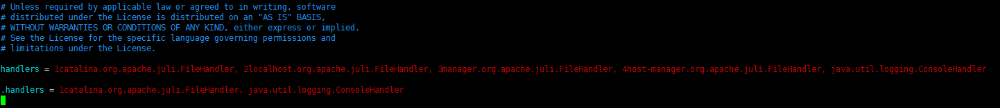 # Unless required by applicable law or agreed to in writing, software
# distributed under the License is distributed on an "AS IS" BASIS,
# WITHOUT WARRANTIES OR CONDITIONS OF ANY KIND, either express or implied.
# See the License for the specific language governing permissions and
# limitations under the License.
handlers = 1catalina.org.apache.juli.FileHandler, 2localhost.org.apache.juli.FileHandler, 3manager.org.apache.juli.FileHandler, 4host-manager.org.apache.juli.FileHandler, java.util.logging.ConsoleHandler
.handlers = 1catalina.org.apache.juli.FileHandler, java.util.logging.ConsoleHandler